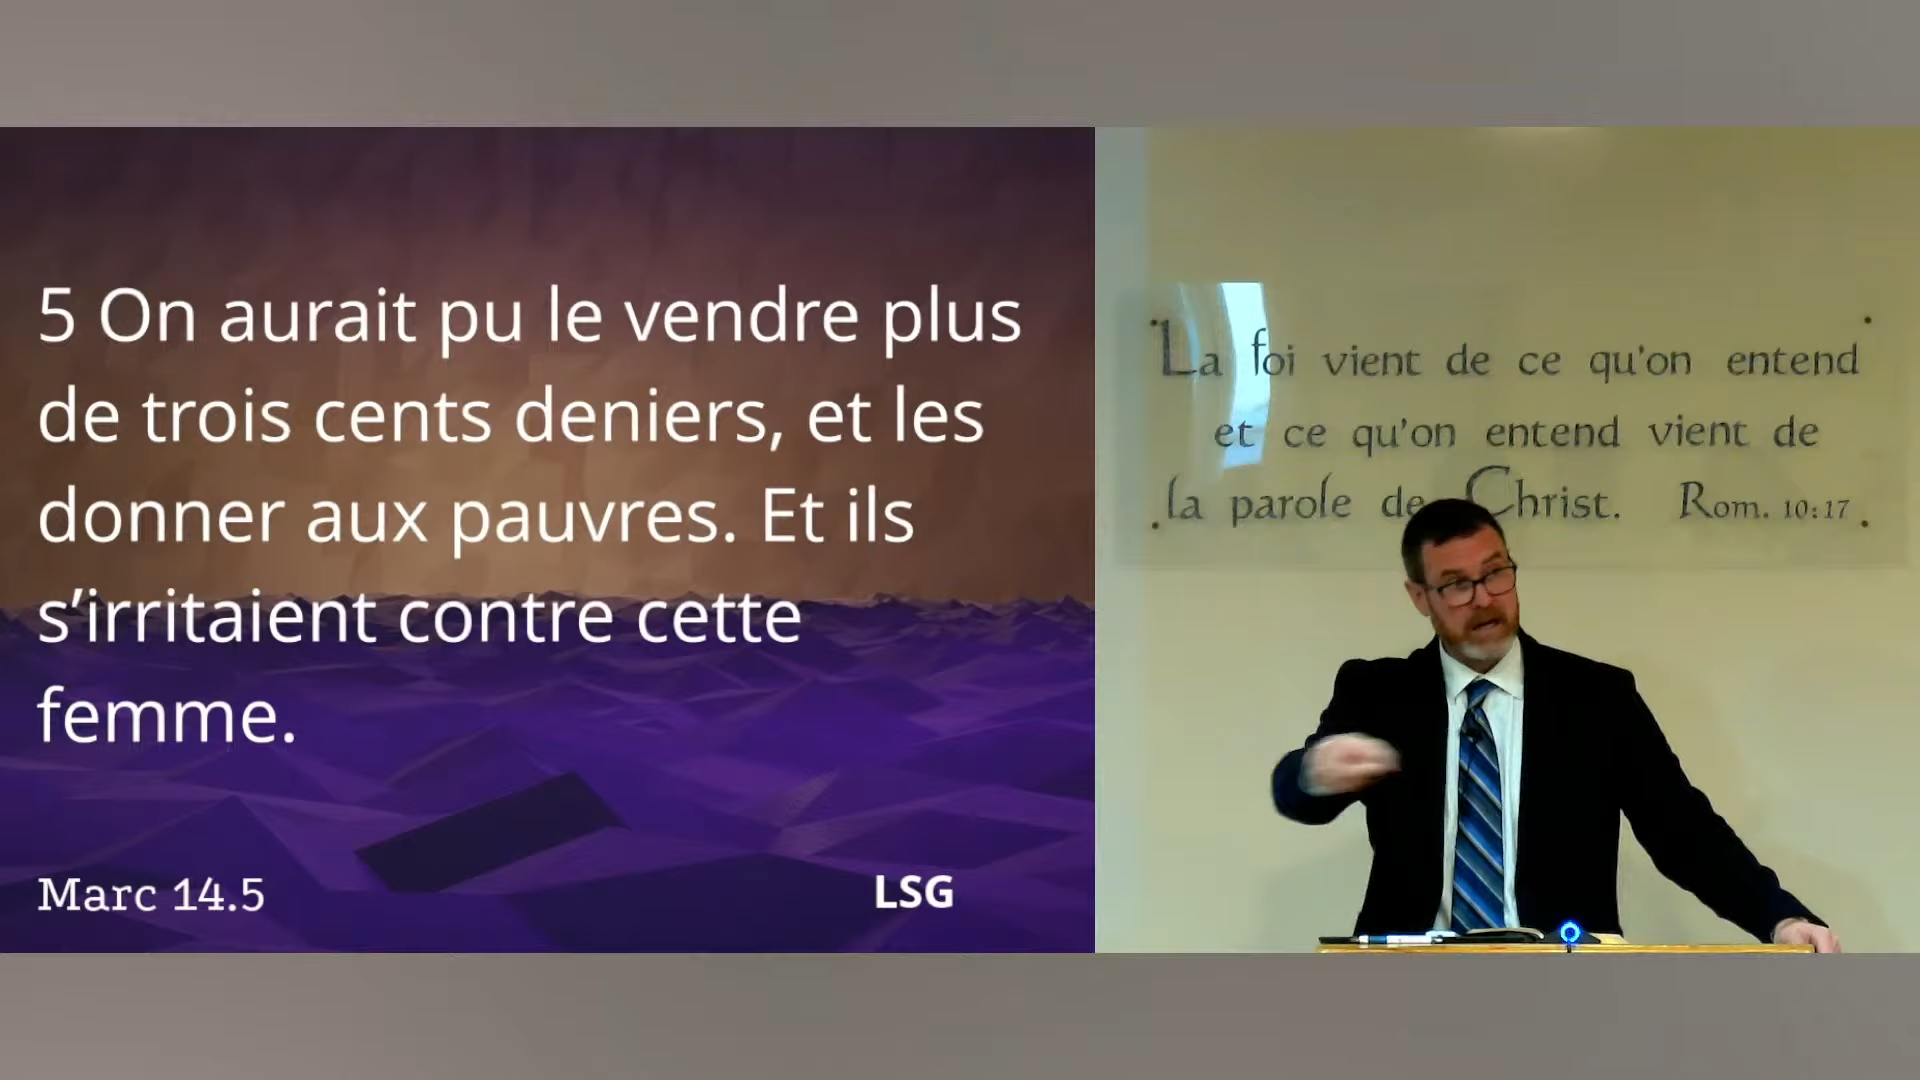 5 On aurait pu le vendre plus
de trois cents deniers, et les
donner aux pauvres. Et ils
s’irritaient contre cette
femme.
Marc 14.5
LSG
La foi vient de ce qu'on entend
et ce qu'on entend vient de
la parole de Christ. Rom. 10:17